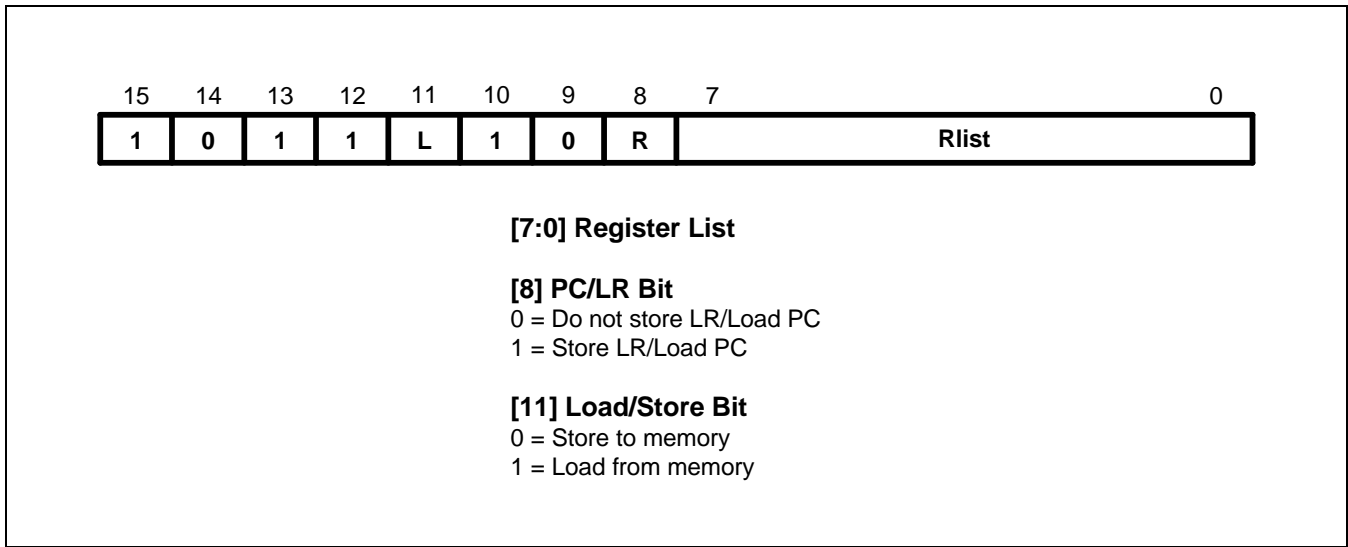 15 14 13 12 11 10 9 8 7 0
1 0 1 1 L 1 0 R Rlist
[7:0] Register List
[8] PC/LR Bit
0 = Do not store LR/Load PC
1 = Store LR/Load PC
[11] Load/Store Bit
0 = Store to memory
1 = Load from memory